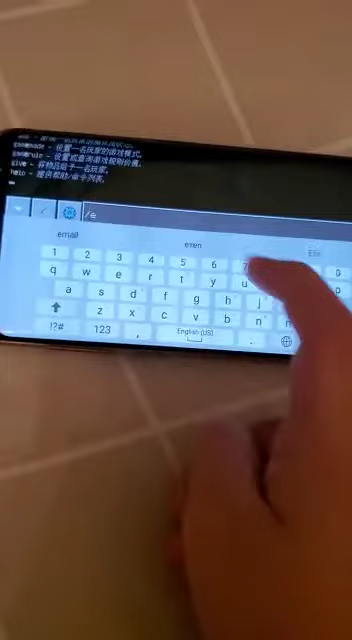 gamemode - 设置一名玩家的游戏模式。
gamerule - 设置或查询游戏规则价值。
give - 将物品给予一名玩家。
help - 提供帮助/命令列表。
/e
email even
1 2 3 4 5 6 7
q w e r t y u
a s d f g h j
z x c v b n
!?# 123 , English (US) .